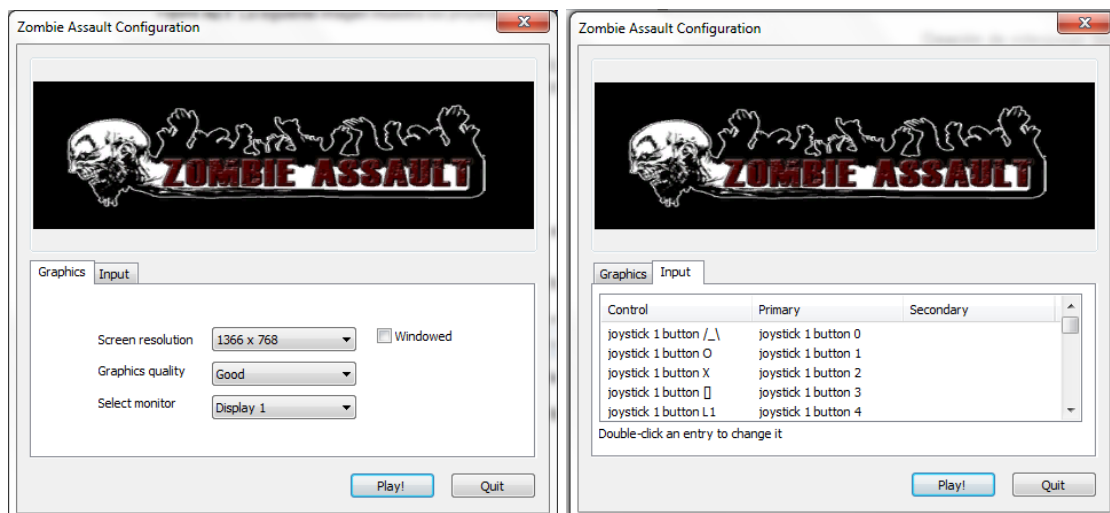 Zombie Assault Configuration
ZOMBIE ASSAULT
Graphics Input
Screen resolution 1366 x 768 Windowed
Graphics quality Good
Select monitor Display 1
Play! Quit
Zombie Assault Configuration
ZOMBIE ASSAULT
Graphics Input
Control Primary Secondary
joystick 1 button /_\ joystick 1 button 0
joystick 1 button O joystick 1 button 1
joystick 1 button X joystick 1 button 2
joystick 1 button [] joystick 1 button 3
joystick 1 button L1 joystick 1 button 4
Double-click an entry to change it
Play! Quit